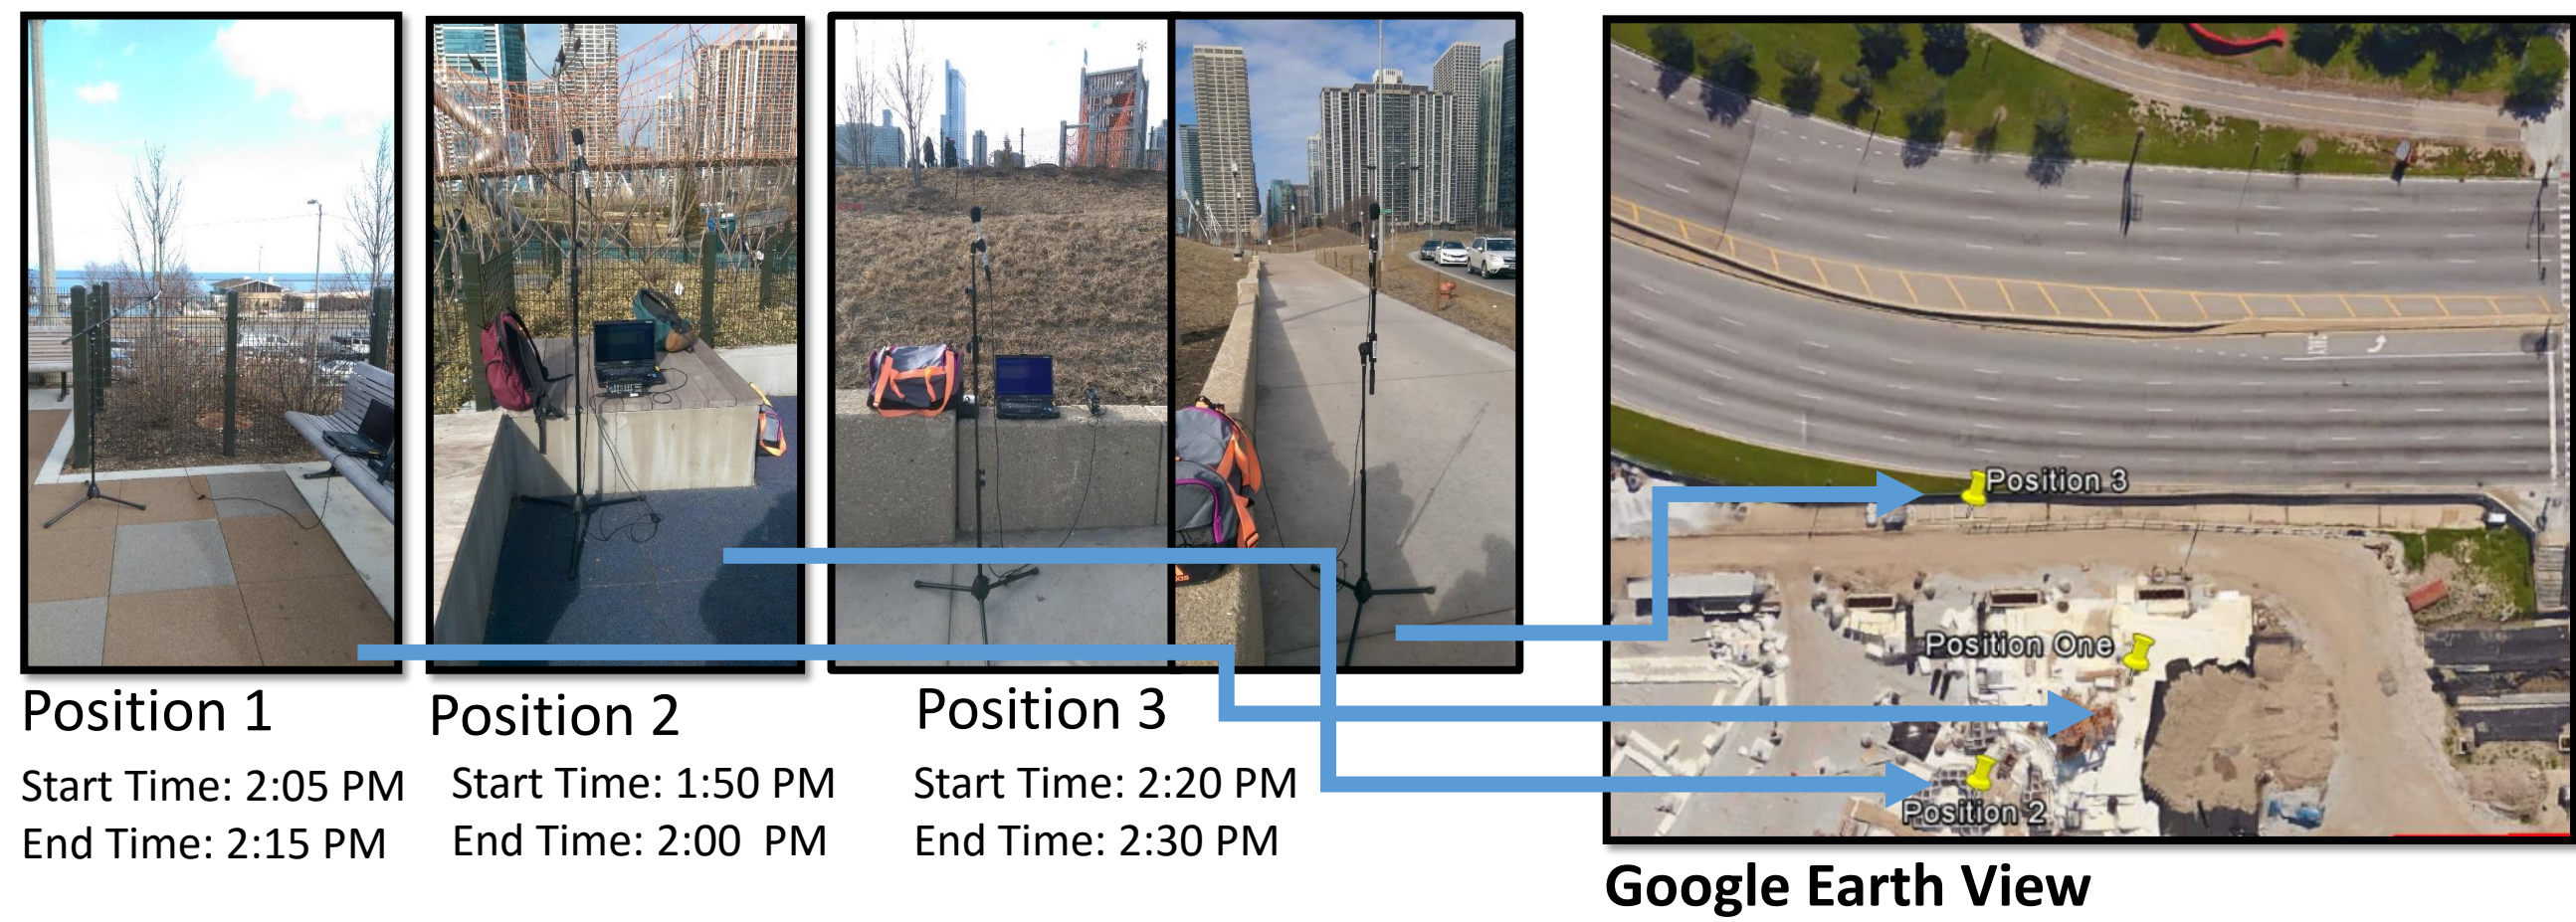 Position 1
Start Time: 2:05 PM
End Time: 2:15 PM
Position 2
Start Time: 1:50 PM
End Time: 2:00  PM
Position 3
Start Time: 2:20 PM
End Time: 2:30 PM
Position 3
Position One
Position 2
ONLY
Google Earth View